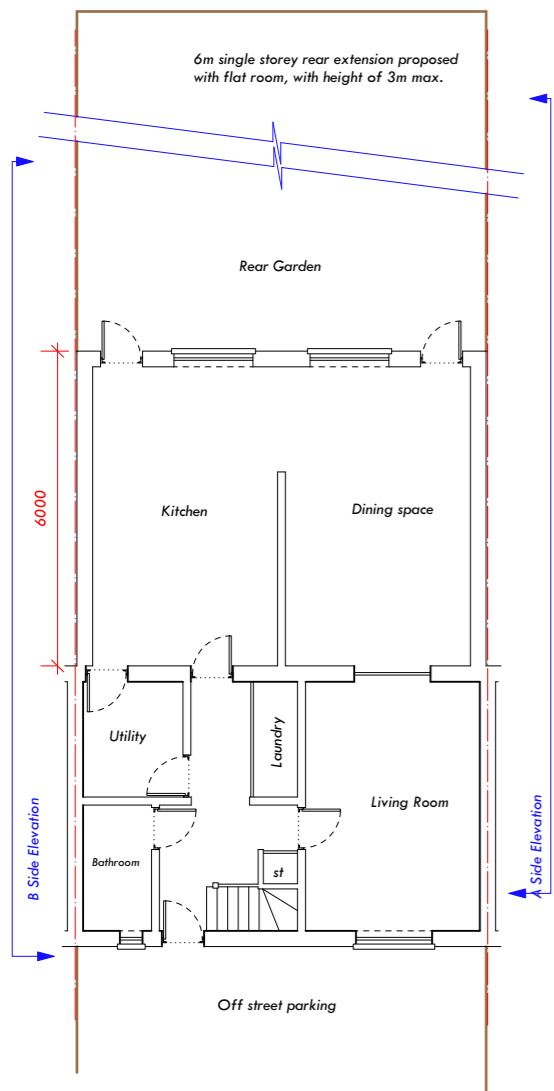 6m single storey rear extension proposed
with flat room, with height of 3m max.
Rear Garden
6000
Kitchen
Dining space
Utility
Laundry
Living Room
Bathroom
st
B Side Elevation
A Side Elevation
Off street parking